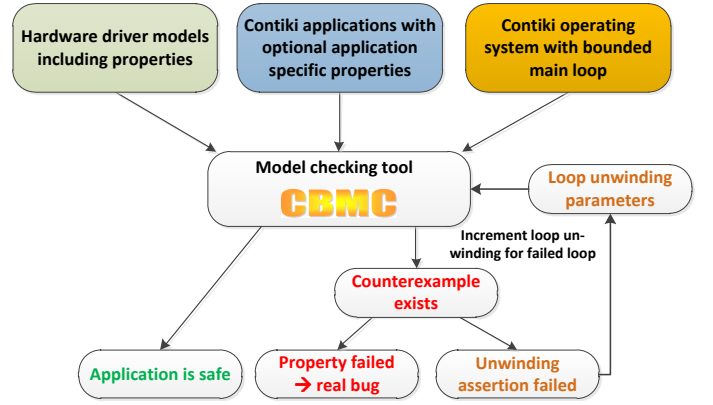 Hardware driver models
including properties
Contiki applications with
optional application
specific properties
Contiki operating
system with bounded
main loop
Model checking tool
CBMC
Loop unwinding
parameters
Increment loop un-
winding for failed loop
Counterexample
exists
Application is safe
Property failed
→ real bug
Unwinding
assertion failed